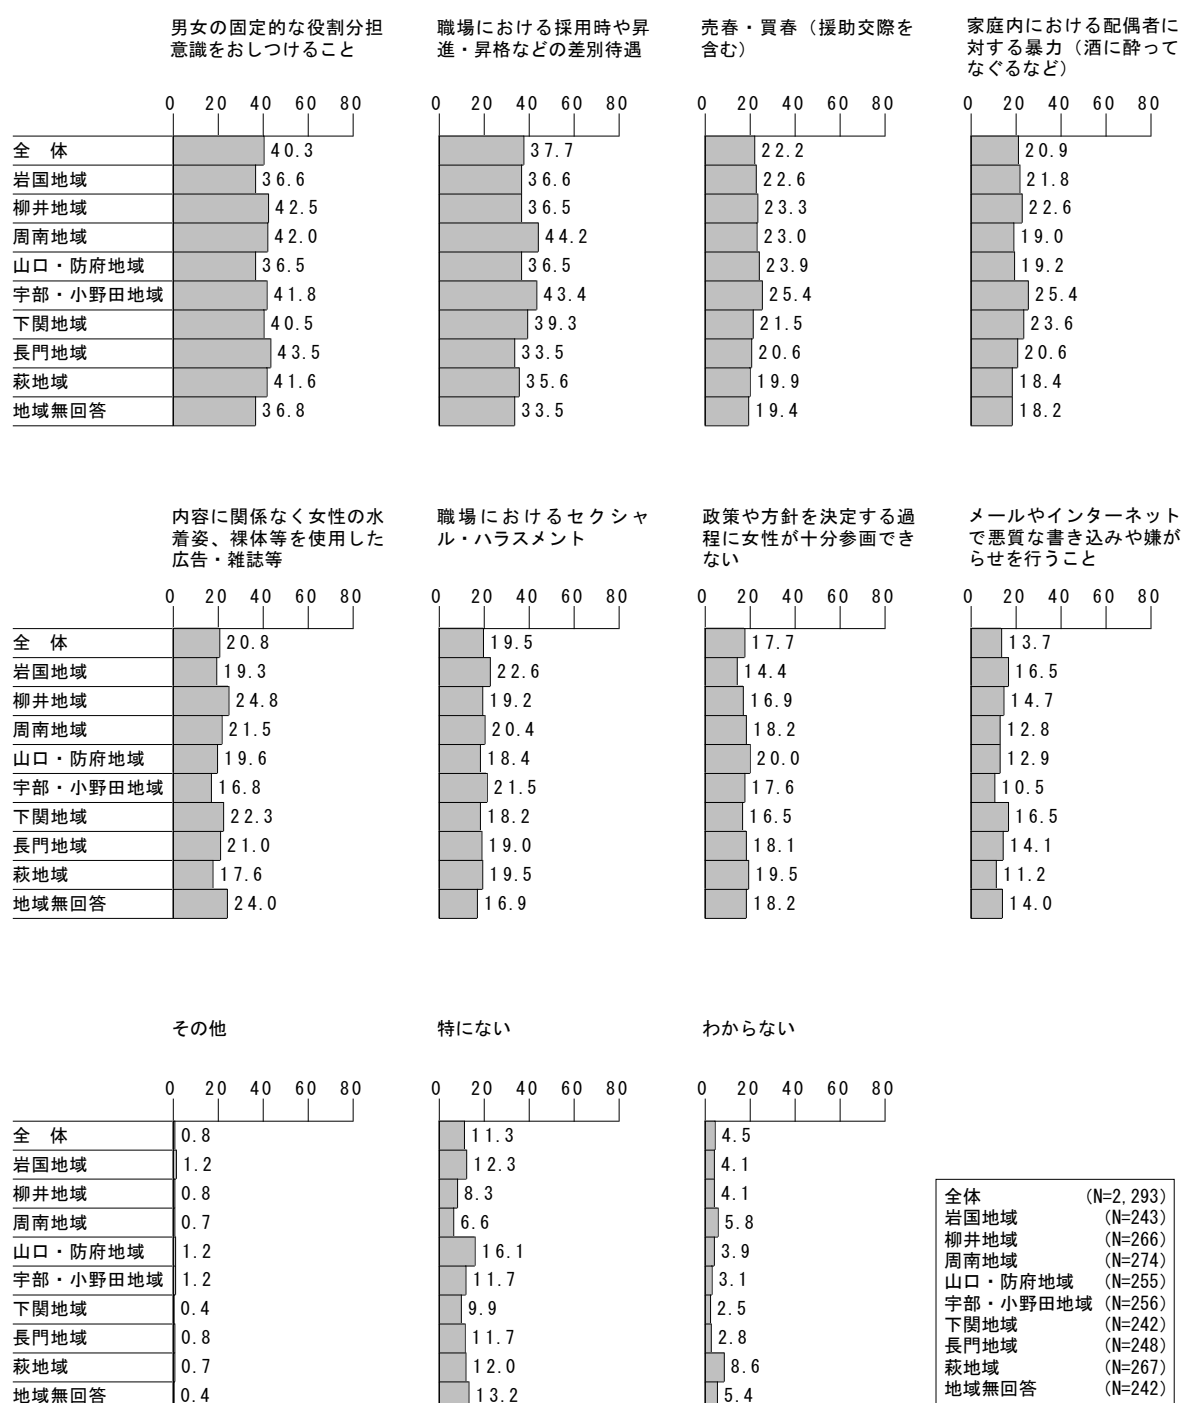 男女の固定的な役割分担
意識をおしつけること
職場における採用時や昇
進・昇格などの差別待遇
売春・買春（援助交際を
含む）
家庭内における配偶者に
対する暴力（酒に酔って
なぐるなど）
0 20 40 60 80 0 20 40 60 80 0 20 40 60 80 0 20 40 60 80
全 体 40.3 37.7 22.2 20.9
岩国地域 36.6 36.6 22.6 21.8
柳井地域 42.5 36.5 23.3 22.6
周南地域 42.0 44.2 23.0 19.0
山口・防府地域 36.5 36.5 23.9 19.2
宇部・小野田地域 41.8 43.4 25.4 25.4
下関地域 40.5 39.3 21.5 23.6
長門地域 43.5 33.5 20.6 20.6
萩地域 41.6 35.6 19.9 18.4
地域無回答 36.8 33.5 19.4 18.2
内容に関係なく女性の水
着姿、裸体等を使用した
広告・雑誌等
職場におけるセクシャ
ル・ハラスメント
政策や方針を決定する過
程に女性が十分参画でき
ない
メールやインターネット
で悪質な書き込みや嫌が
らせを行うこと
0 20 40 60 80 0 20 40 60 80 0 20 40 60 80 0 20 40 60 80
全 体 20.8 19.5 17.7 13.7
岩国地域 19.3 22.6 14.4 16.5
柳井地域 24.8 19.2 16.9 14.7
周南地域 21.5 20.4 18.2 12.8
山口・防府地域 19.6 18.4 20.0 12.9
宇部・小野田地域 16.8 21.5 17.6 10.5
下関地域 22.3 18.2 16.5 16.5
長門地域 21.0 19.0 18.1 14.1
萩地域 17.6 19.5 19.5 11.2
地域無回答 24.0 16.9 18.2 14.0
その他
特にない
わからない
0 20 40 60 80 0 20 40 60 80 0 20 40 60 80
全 体 0.8 11.3 4.5
岩国地域 1.2 12.3 4.1
柳井地域 0.8 8.3 4.1
周南地域 0.7 6.6 5.8
山口・防府地域 1.2 16.1 3.9
宇部・小野田地域 1.2 11.7 3.1
下関地域 0.4 9.9 2.5
長門地域 0.8 11.7 2.8
萩地域 0.7 12.0 8.6
地域無回答 0.4 13.2 5.4
全体 (N=2,293)
岩国地域 (N=243)
柳井地域 (N=266)
周南地域 (N=274)
山口・防府地域 (N=255)
宇部・小野田地域 (N=256)
下関地域 (N=242)
長門地域 (N=248)
萩地域 (N=267)
地域無回答 (N=242)